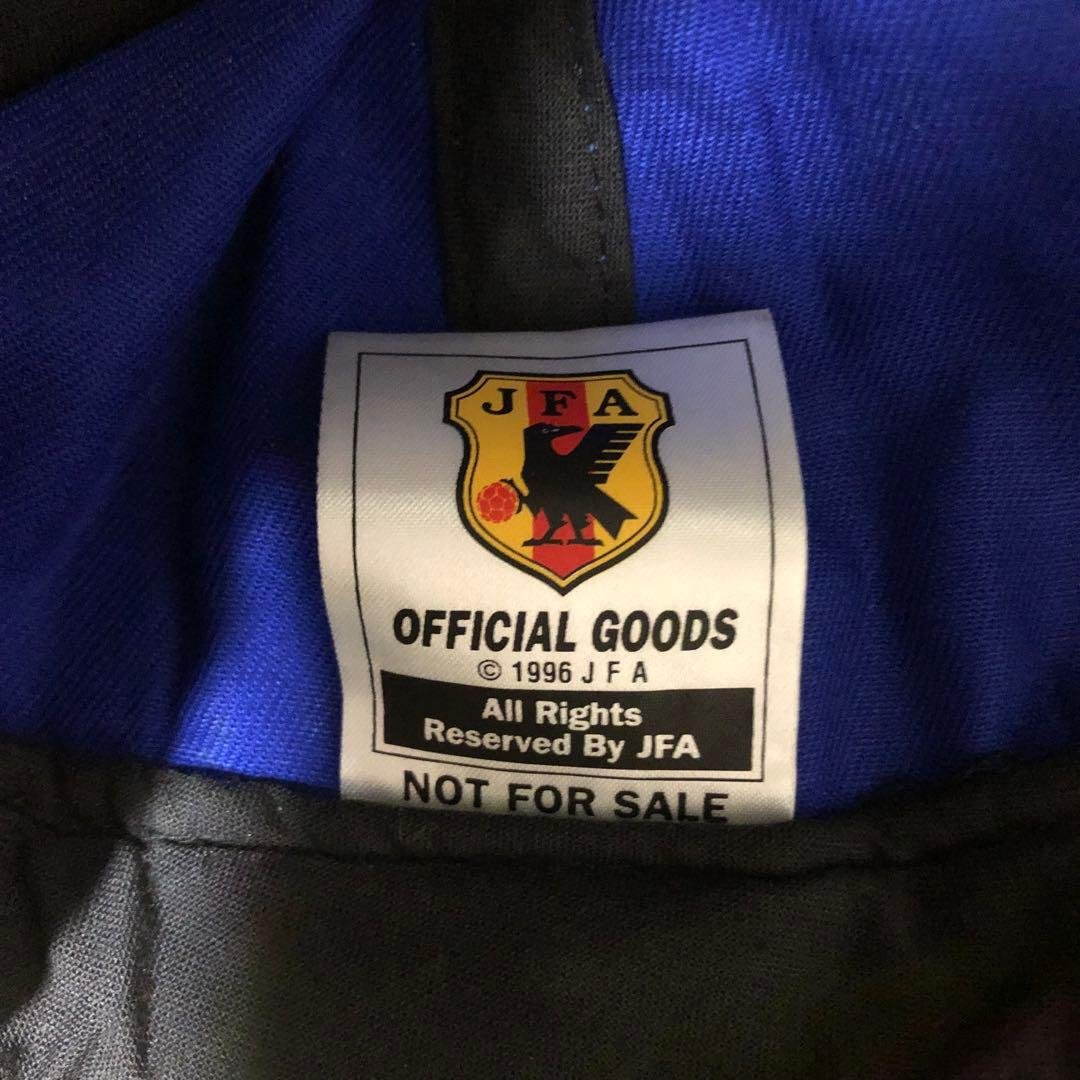 JFA
OFFICIAL GOODS
© 1996 J F A
All Rights
Reserved By JFA
NOT FOR SALE